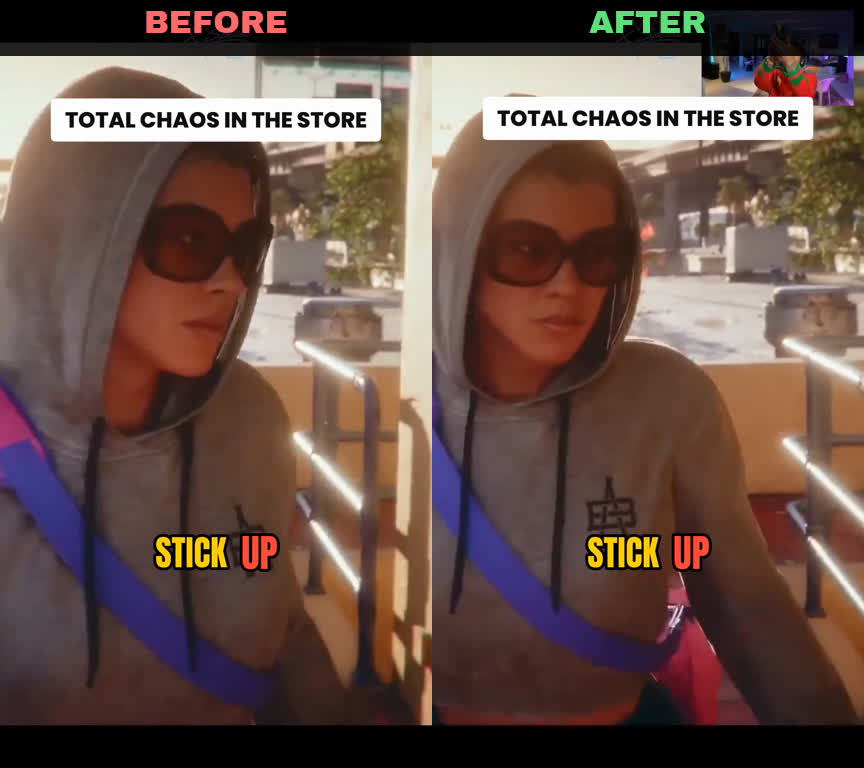 BEFORE
AFTER
TOTAL CHAOS IN THE STORE
TOTAL CHAOS IN THE STORE
STICK UP
STICK UP